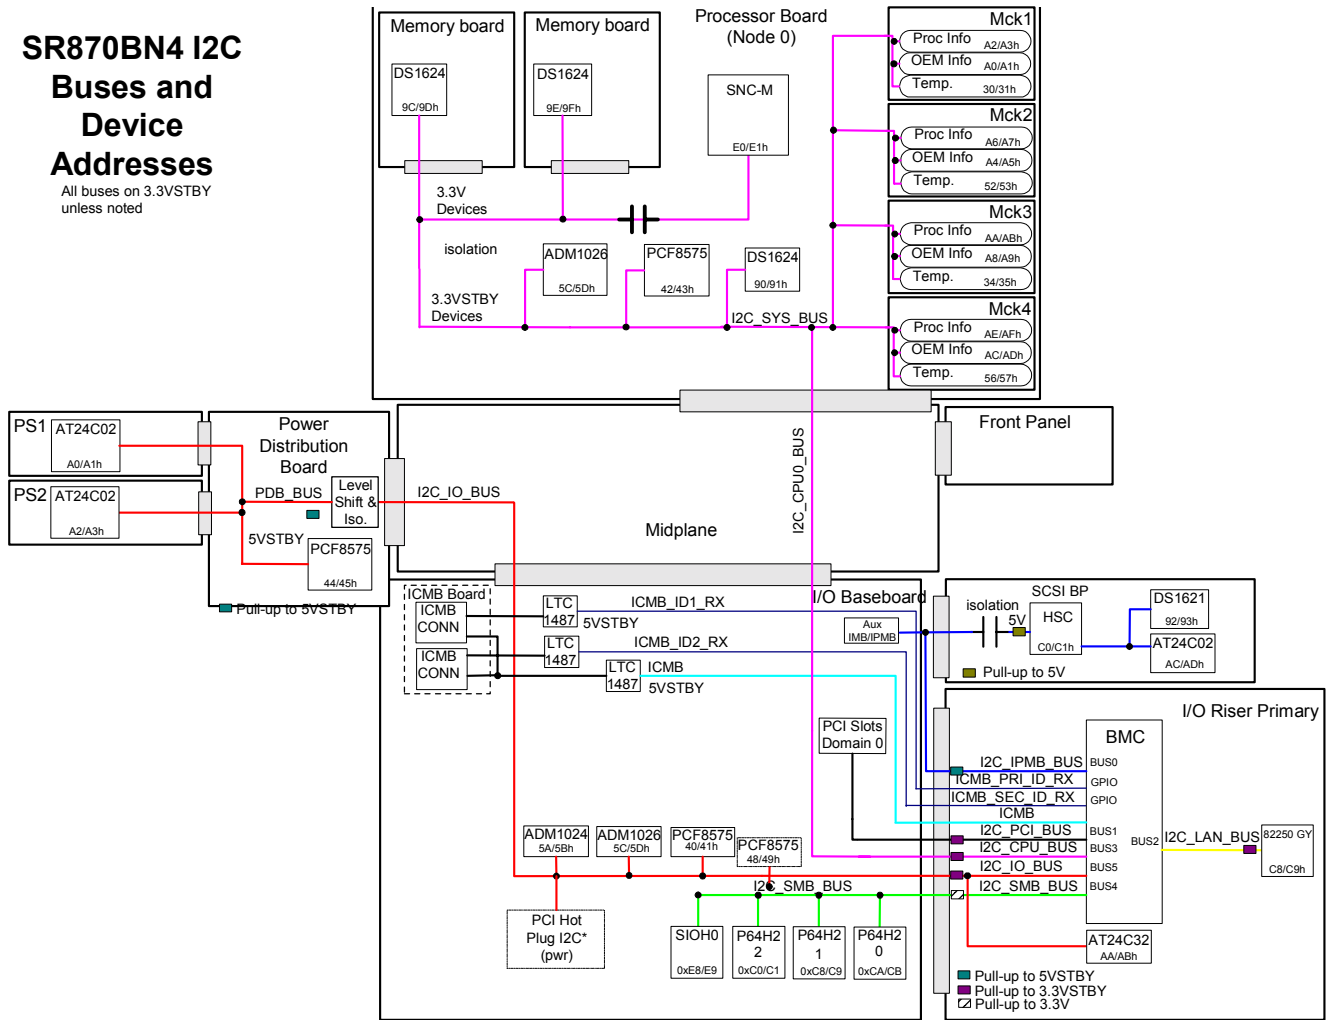 SR870BN4 I2C
Buses and
Device
Addresses
All buses on 3.3VSTBY
unless noted
Memory board
DS1624
9C/9Dh
Memory board
DS1624
9E/9Fh
Processor Board
(Node 0)
SNC-M
E0/E1h
3.3V
Devices
isolation
ADM1026
5C/5Dh
PCF8575
42/43h
DS1624
90/91h
3.3VSTBY
Devices
I2C_SYS_BUS
Mck1
Proc Info
A2/A3h
OEM Info
A0/A1h
Temp.
30/31h
Mck2
Proc Info
A6/A7h
OEM Info
A4/A5h
Temp.
52/53h
Mck3
Proc Info
AA/ABh
OEM Info
A8/A9h
Temp.
34/35h
Mck4
Proc Info
AE/AFh
OEM Info
AC/ADh
Temp.
56/57h
PS1
AT24C02
A0/A1h
PS2
AT24C02
A2/A3h
Power
Distribution
Board
PDB_BUS
Level
Shift &
Iso.
5VSTBY
PCF8575
44/45h
Pull-up to 5VSTBY
I2C_IO_BUS
Midplane
I2C_CPU0_BUS
Front Panel
ICMB Board
ICMB
CONN
ICMB
CONN
LTC
1487
5VSTBY
ICMB_ID1_RX
LTC
1487
ICMB_ID2_RX
LTC
1487
ICMB
5VSTBY
I/O Baseboard
Aux
IMB/IPMB
PCI Slots
Domain 0
SCSI BP
isolation
5V
HSC
C0/C1h
DS1621
92/93h
AT24C02
AC/ADh
Pull-up to 5V
I/O Riser Primary
BMC
I2C_IPMB_BUS
BUS0
ICMB_PRI_ID_RX
GPIO
ICMB_SEC_ID_RX
GPIO
ICMB
I2C_PCI_BUS
BUS1
I2C_CPU_BUS
BUS3
I2C_IO_BUS
BUS5
I2C_SMB_BUS
BUS4
BUS2
I2C_LAN_BUS
82250 GY
C8/C9h
AT24C32
AA/ABh
ADM1024
5A/5Bh
ADM1026
5C/5Dh
PCF8575
40/41h
PCF8575
48/49h
I2C_SMB_BUS
PCI Hot
Plug I2C*
(pwr)
SIOH0
0xE8/E9
P64H2
2
0xC0/C1
P64H2
1
0xC8/C9
P64H2
0
0xCA/CB
Pull-up to 5VSTBY
Pull-up to 3.3VSTBY
Pull-up to 3.3V